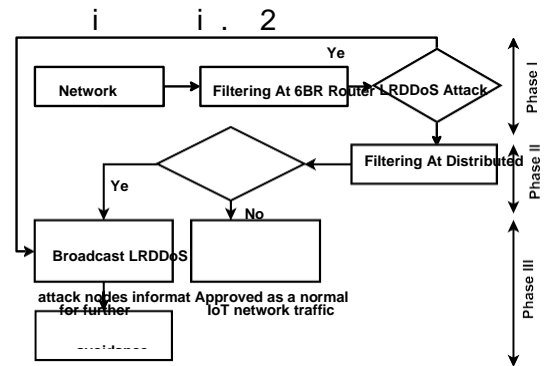 i i. 2
Ye
Network
Filtering At 6BR Router
LRDDoS Attack
Phase I
Filtering At Distributed
Phase II
Ye
No
Broadcast LRDDoS
attack nodes informat
for further
Approved as a normal
IoT network traffic
Phase III
avoidance